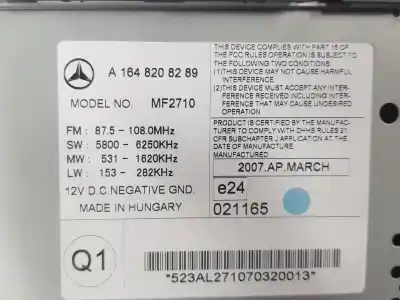 A 164 820 82 89
MODEL NO. MF2710
FM : 87.5 - 108.0MHz
SW : 5800 - 6250KHz
MW : 531 - 1620KHz
LW : 153 - 282KHz
12V D.C.NEGATIVE GND.
MADE IN HUNGARY
THIS DEVICE COMPLIES WITH PART 15 OF
THE FCC RULES OPERATION IS SUBJECT TO
FOLLOWING TWO CONDITIONS :
(1)THIS DEVICE MAY NOT CAUSE HARMFUL
INTERFERENCE.
(2)THIS DEVICE MUST ACCEPT ANY INTER-
FERENCE RECEIVED INCLUDING INTER-
FERENCE THAT MAY CAUSE UNDESIRED
OPERATION
PRODUCT IS CERTIFIED BY THE MANUFACTURER
TO COMPLY WITH DHHS RULES 21
CFR SUBCHAPTER J APPLICATION AT THE DATE OF
MANUFACTURED
2007.AP.MARCH
e24
021165
Q1
*523AL271070320013*